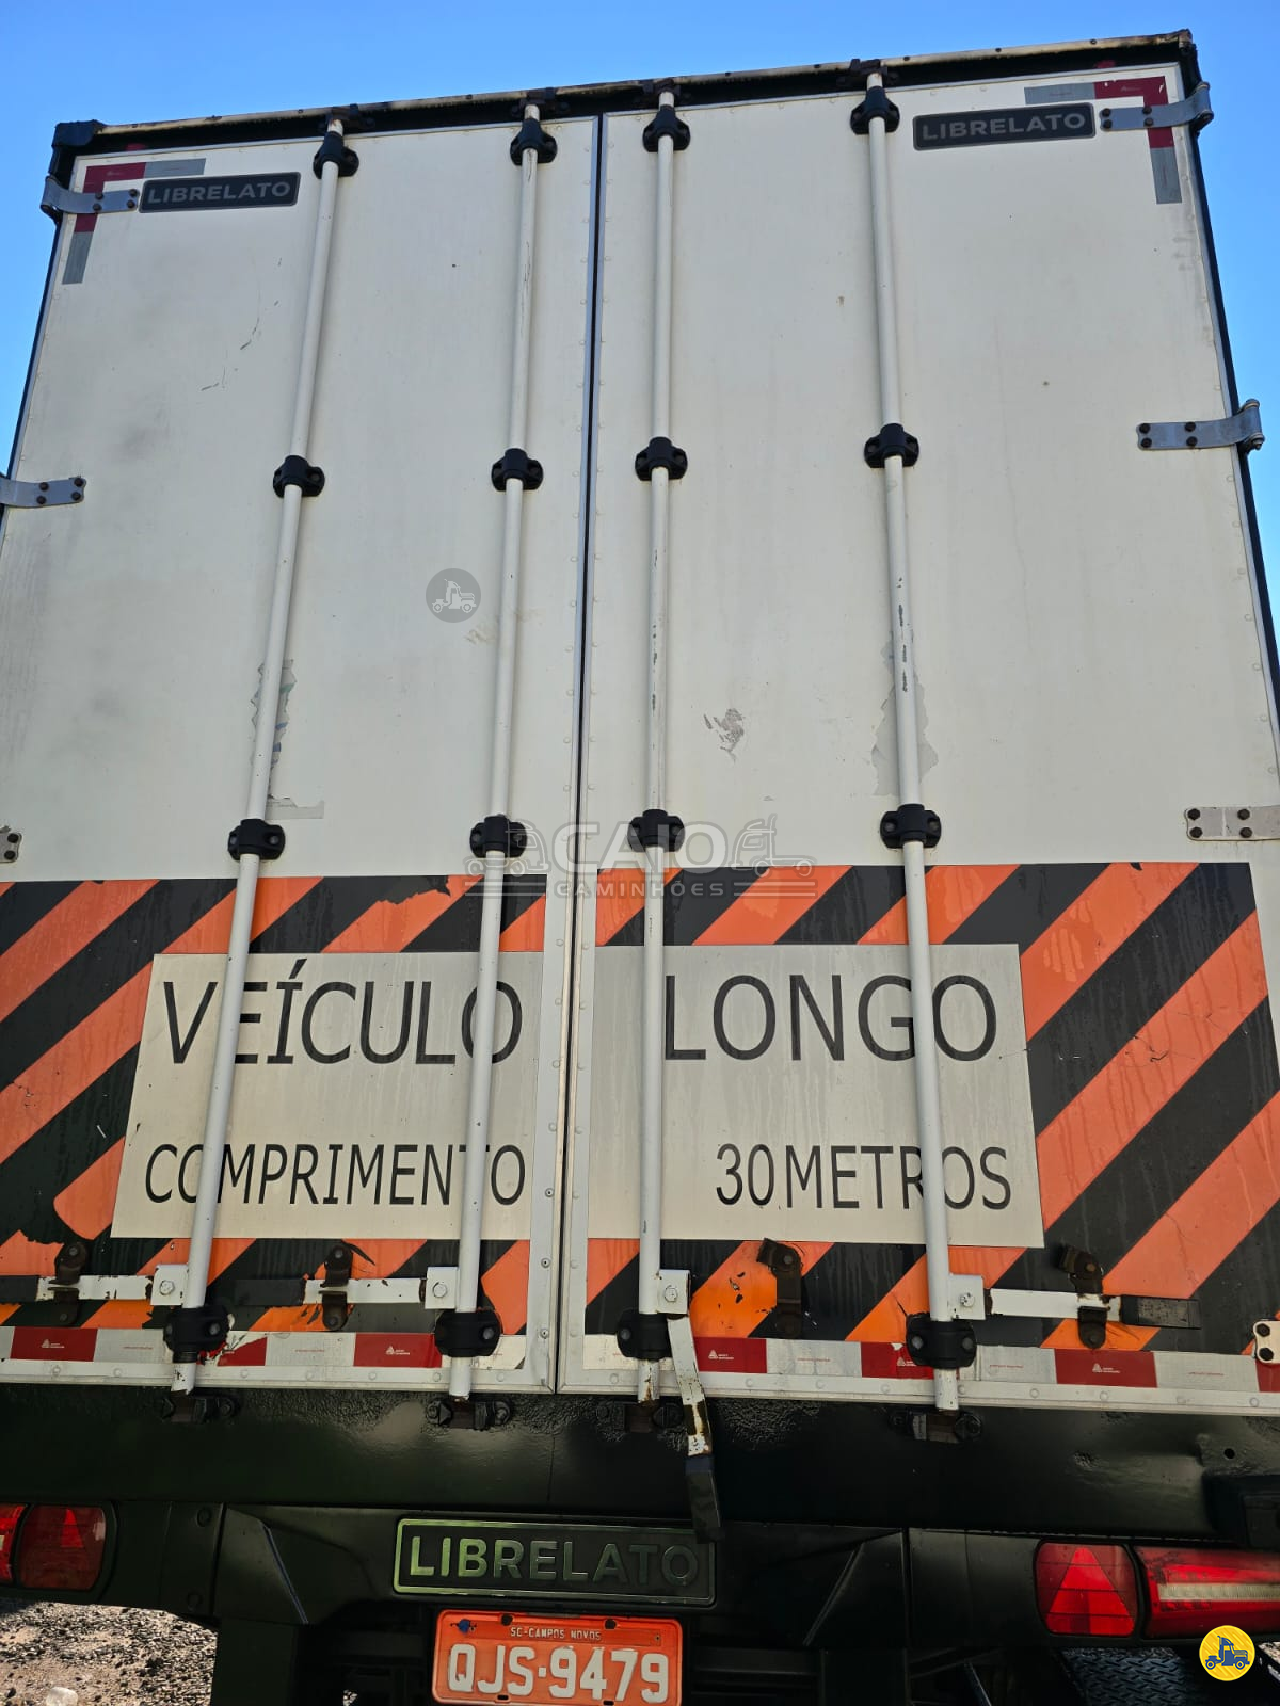 LIBRELATO
LIBRELATO
CAIO
CAMINHÕES
VEÍCULO LONGO
COMPRIMENTO 30 METROS
LIBRELATO
SC-CAMPOS NOVOS
QJS·9479